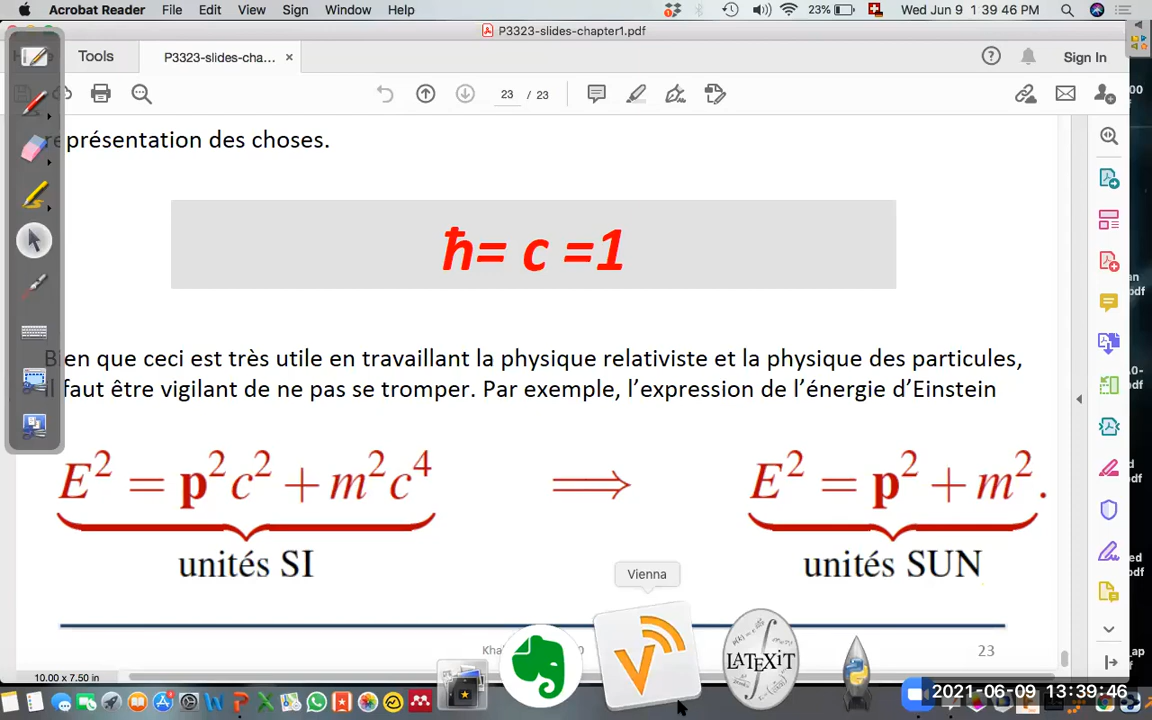 Acrobat Reader File Edit View Sign Window Help 23% Wed Jun 9 1:39:46 PM
P3323-slides-chapter1.pdf
Tools P3323-slides-cha... × Sign In
23 / 23
représentation des choses.
ħ= c =1
Bien que ceci est très utile en travaillant la physique relativiste et la physique des particules,
il faut être vigilant de ne pas se tromper. Par exemple, l’expression de l’énergie d’Einstein
E² = p²c² + m²c⁴ ⟹ E² = p² + m².
unités SI unités SUN
Vienna
23
LATEXIT
10.00 x 7.50 in
2021-06-09 13:39:46